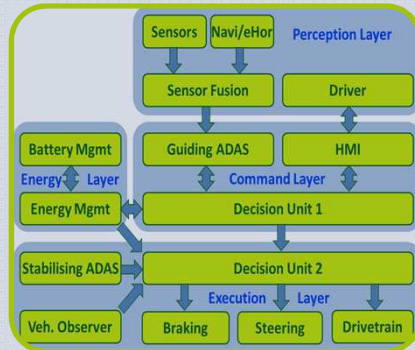 Sensors
Navi/eHor
Perception Layer
Sensor Fusion
Driver
Battery Mgmt
Guiding ADAS
HMI
Energy Layer
Command Layer
Energy Mgmt
Decision Unit 1
Stabilising ADAS
Decision Unit 2
Execution Layer
Veh. Observer
Braking
Steering
Drivetrain